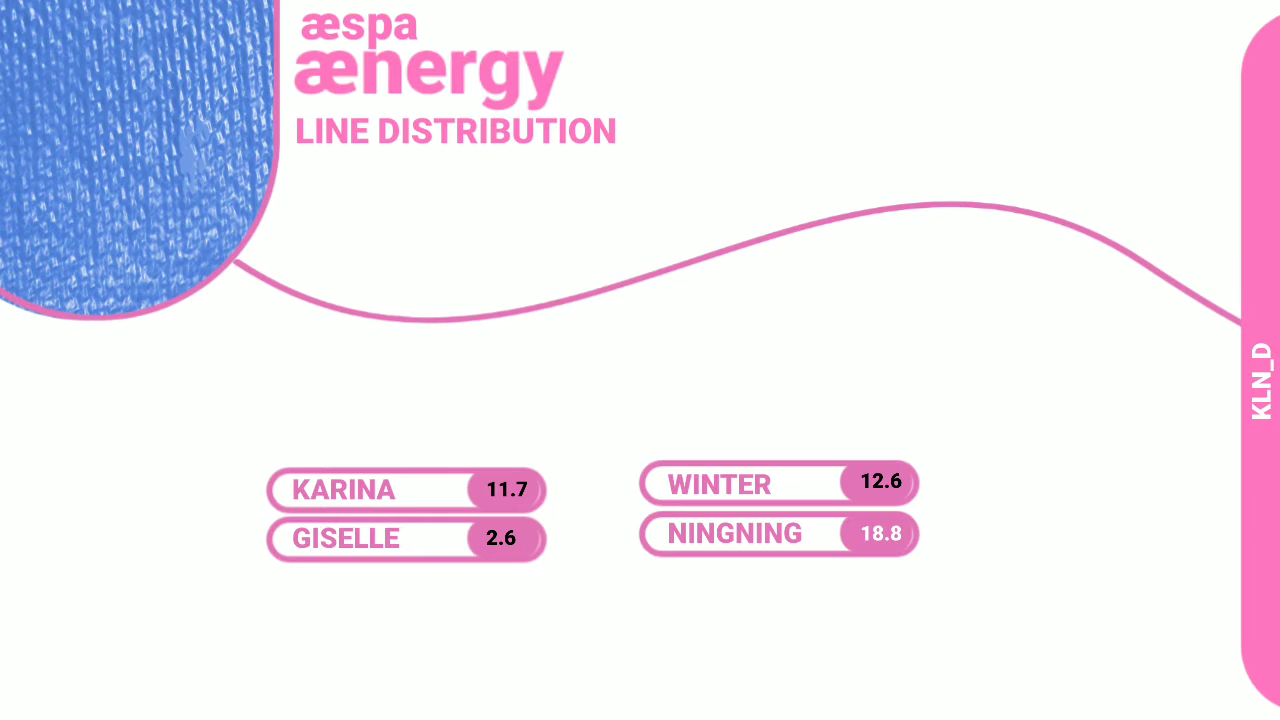 æspa
ænergy
LINE DISTRIBUTION
KLN_D
KARINA 11.7
GISELLE 2.6
WINTER 12.6
NINGNING 18.8